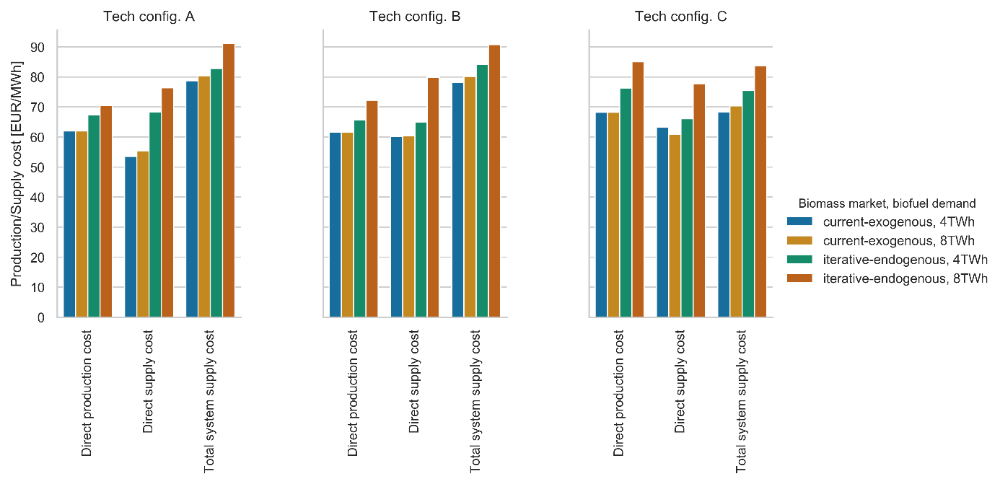 Tech config. A
Tech config. B
Tech config. C
Production/Supply cost [EUR/MWh]
90
80
70
60
50
40
30
20
10
0
Direct production cost
Direct supply cost
Total system supply cost
Direct production cost
Direct supply cost
Total system supply cost
Direct production cost
Direct supply cost
Total system supply cost
Biomass market, biofuel demand
current-exogenous, 4TWh
current-exogenous, 8TWh
iterative-endogenous, 4TWh
iterative-endogenous, 8TWh